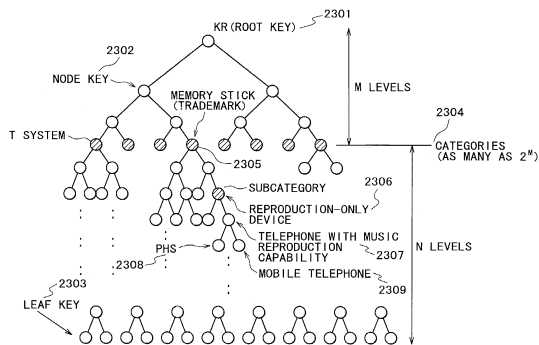 KR(ROOT KEY)
2301
2302
NODE KEY
MEMORY STICK
(TRADEMARK)
M LEVELS
2304
T SYSTEM
CATEGORIES
(AS MANY AS 2^M)
2305
SUBCATEGORY
2306
REPRODUCTION-ONLY
DEVICE
TELEPHONE WITH MUSIC
REPRODUCTION
CAPABILITY
2307
N LEVELS
PHS
2308
MOBILE TELEPHONE
2309
2303
LEAF KEY